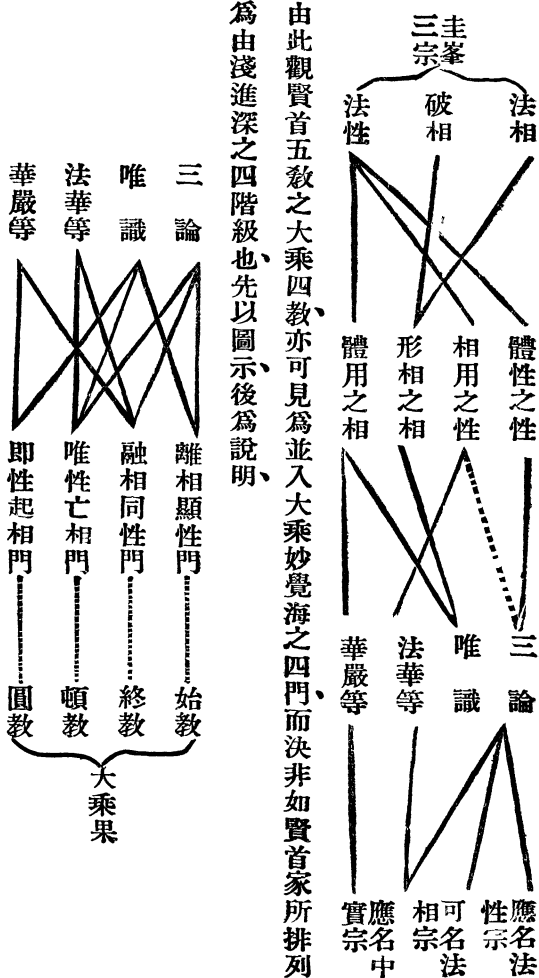 圭峯
三宗
法相
破相
法性
體性之性
相用之性
形相之相
體用之相
三論
唯識
法華等
華嚴等
應名法
性宗
可名法
相宗
應名中
實宗
由此觀賢首五教之大乘四教、亦可見為並入大乘妙覺海之四門、而決非如賢首家所排列
為由淺進深之四階級也、先以圖示、後為說明、
三論
唯識
法華等
華嚴等
離相顯性門
融相同性門
唯性亡相門
即性起相門
始教
終教
頓教
圓教
大乘果